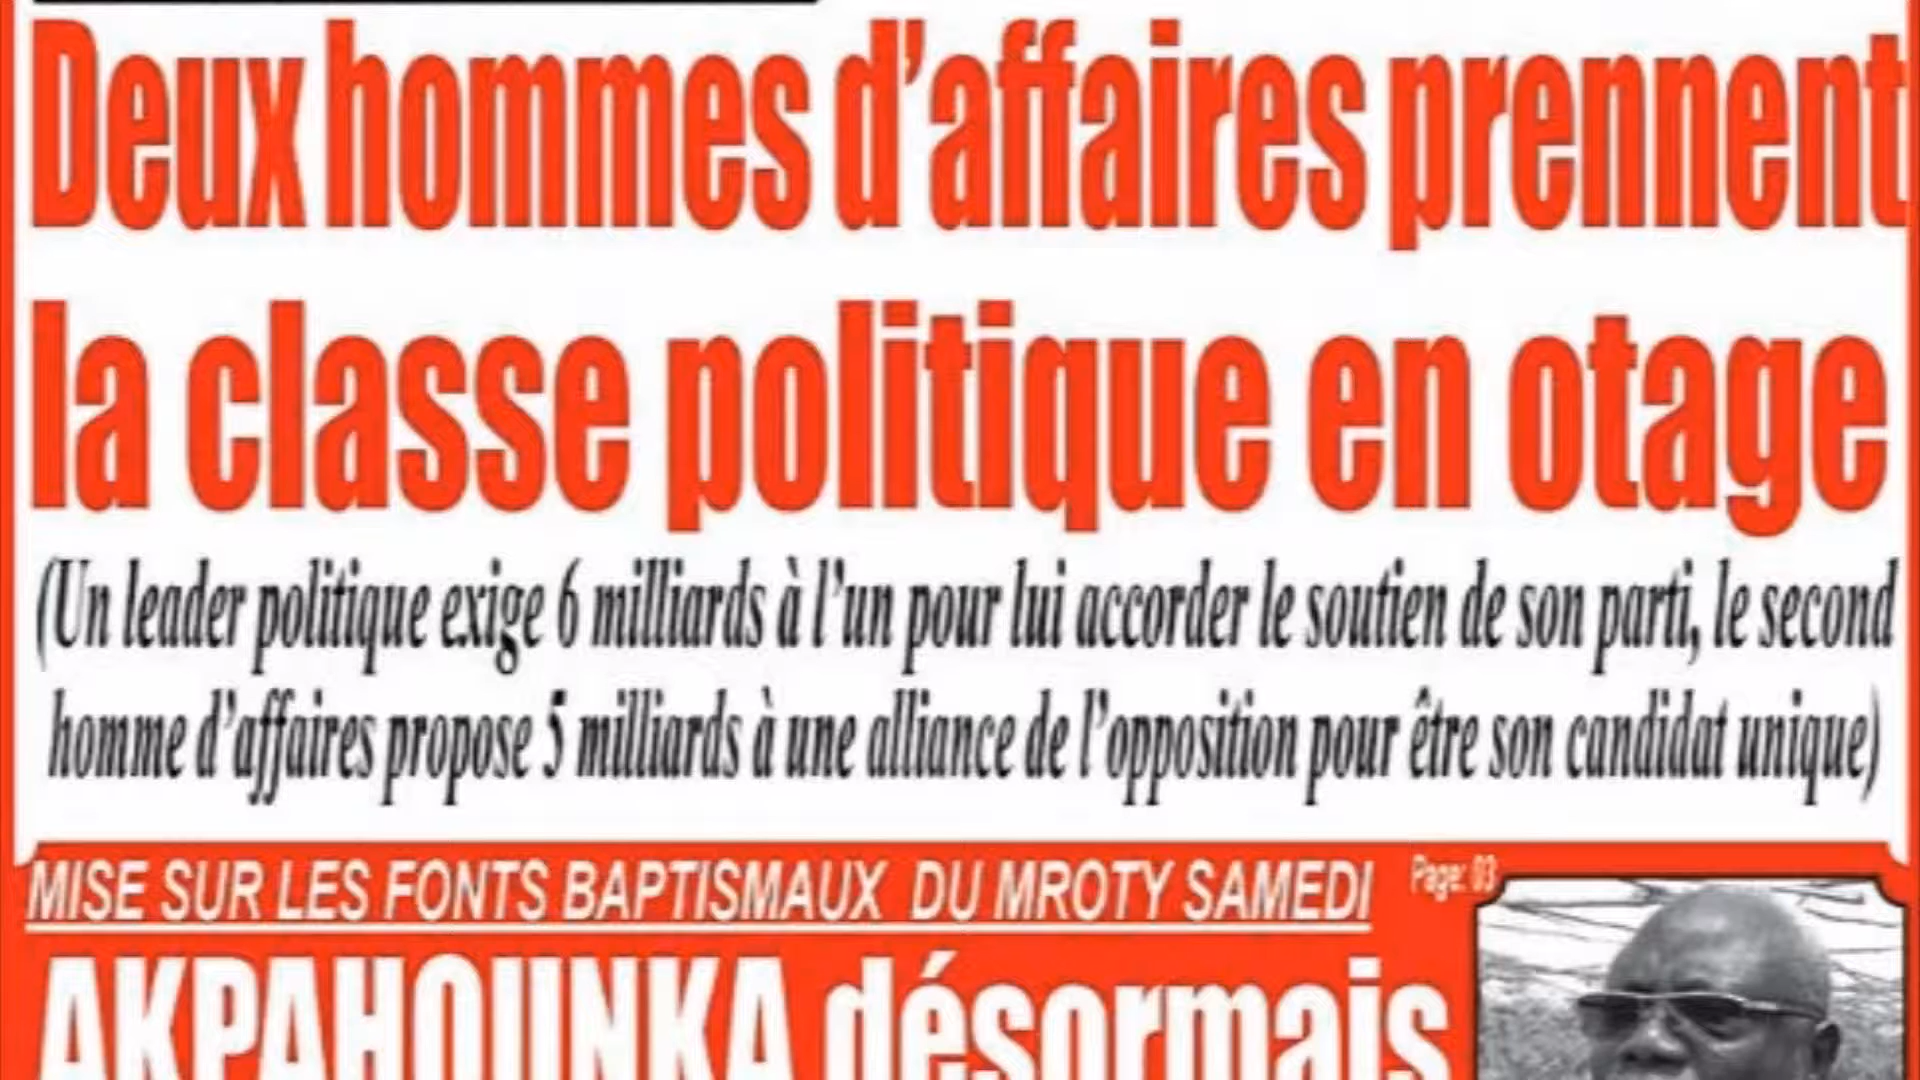 Deux hommes d’affaires prennent
la classe politique en otage
(Un leader politique exige 6 milliards à l’un pour lui accorder le soutien de son parti, le second
homme d’affaires propose 5 milliards à une alliance de l’opposition pour être son candidat unique)
MISE SUR LES FONTS BAPTISMAUX DU MROTY SAMEDI
Page: 03
AKPAHOUNKA désormais